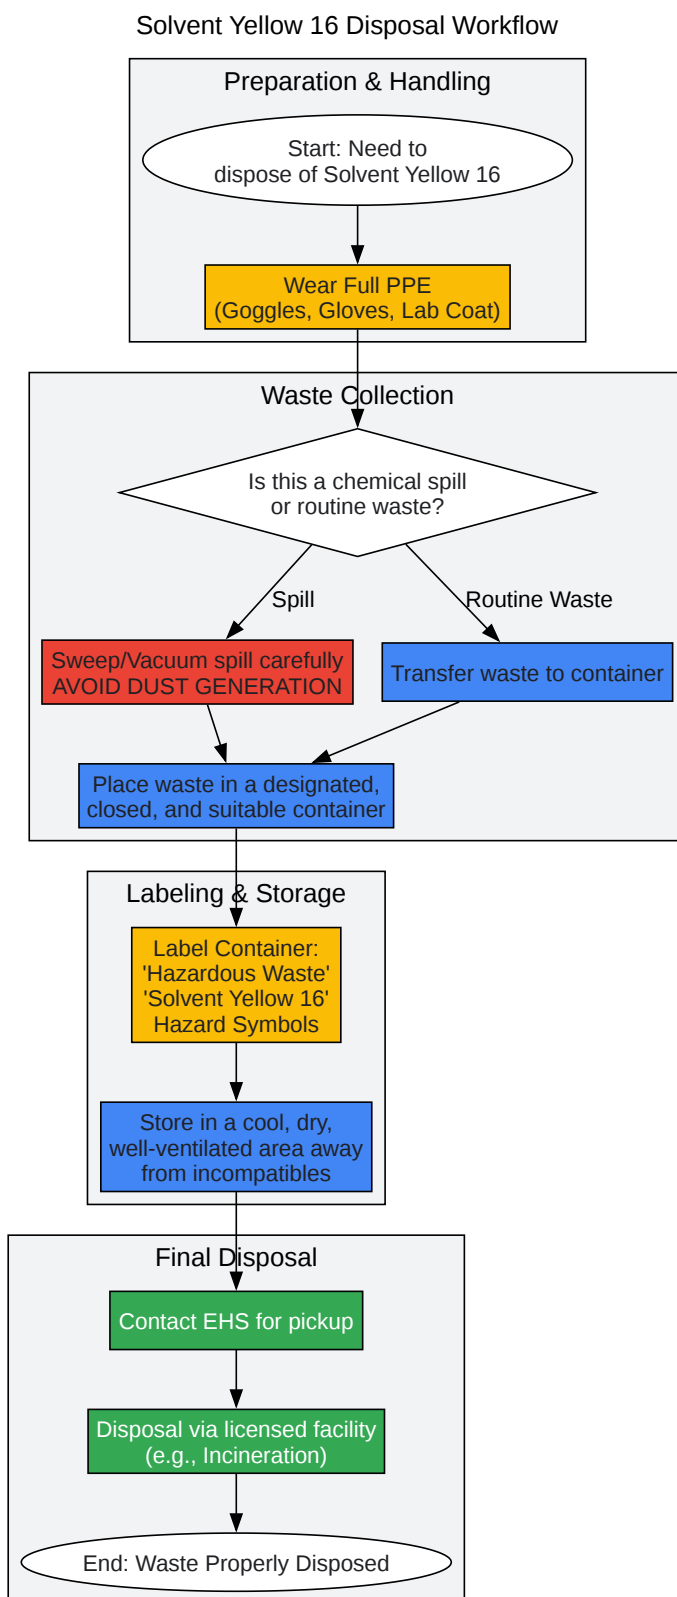 Solvent Yellow 16 Disposal Workflow
Preparation & Handling
Start: Need to
dispose of Solvent Yellow 16
Wear Full PPE
(Goggles, Gloves, Lab Coat)
Waste Collection
Is this a chemical spill
or routine waste?
Spill
Routine Waste
Sweep/Vacuum spill carefully
AVOID DUST GENERATION
Transfer waste to container
Place waste in a designated,
closed, and suitable container
Labeling & Storage
Label Container:
'Hazardous Waste'
'Solvent Yellow 16'
Hazard Symbols
Store in a cool, dry,
well-ventilated area away
from incompatibles
Final Disposal
Contact EHS for pickup
Disposal via licensed facility
(e.g., Incineration)
End: Waste Properly Disposed